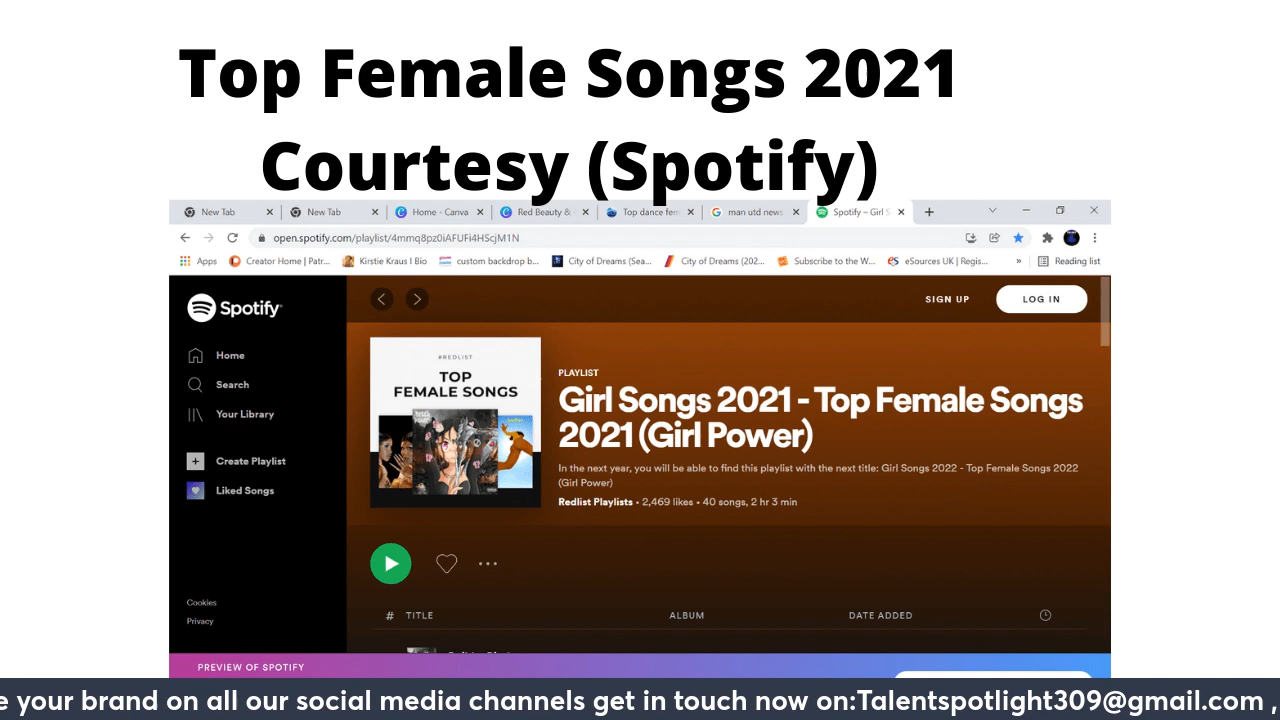 Top Female Songs 2021
Courtesy (Spotify)
New Tab
New Tab
Home - Canva
Red Beauty &
Top dance fem
man utd news
Spotify – Girl S
open.spotify.com/playlist/4mmq8pz0iAFUFi4HScjM1N
Apps
Creator Home | Patr...
Kirstie Kraus I Bio
custom backdrop b...
City of Dreams (Sea...
City of Dreams (202...
Subscribe to the W...
eSources UK | Regis...
»
Reading list
Spotify
SIGN UP
LOG IN
Home
Search
Your Library
Create Playlist
Liked Songs
Cookies
Privacy
#REDLIST
TOP
FEMALE SONGS
PLAYLIST
Girl Songs 2021 - Top Female Songs
2021 (Girl Power)
In the next year, you will be able to find this playlist with the next title: Girl Songs 2022 - Top Female Songs 2022
(Girl Power)
Redlist Playlists • 2,469 likes • 40 songs, 2 hr 3 min
# TITLE ALBUM DATE ADDED
PREVIEW OF SPOTIFY
e your brand on all our social media channels get in touch now on:Talentspotlight309@gmail.com ,